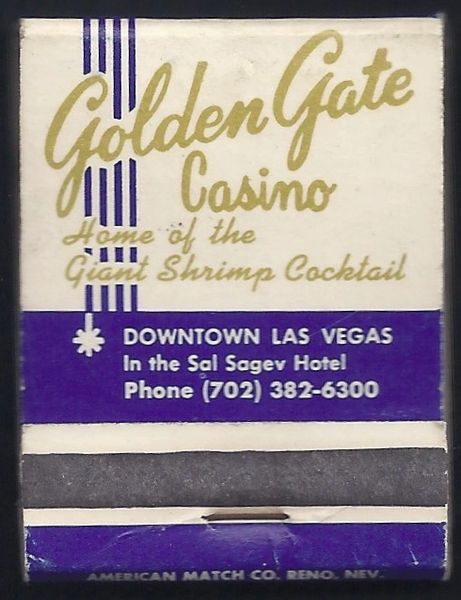 Golden Gate
Casino
Home of the
Giant Shrimp Cocktail
DOWNTOWN LAS VEGAS
In the Sal Sagev Hotel
Phone (702) 382-6300
AMERICAN MATCH CO. RENO, NEV.